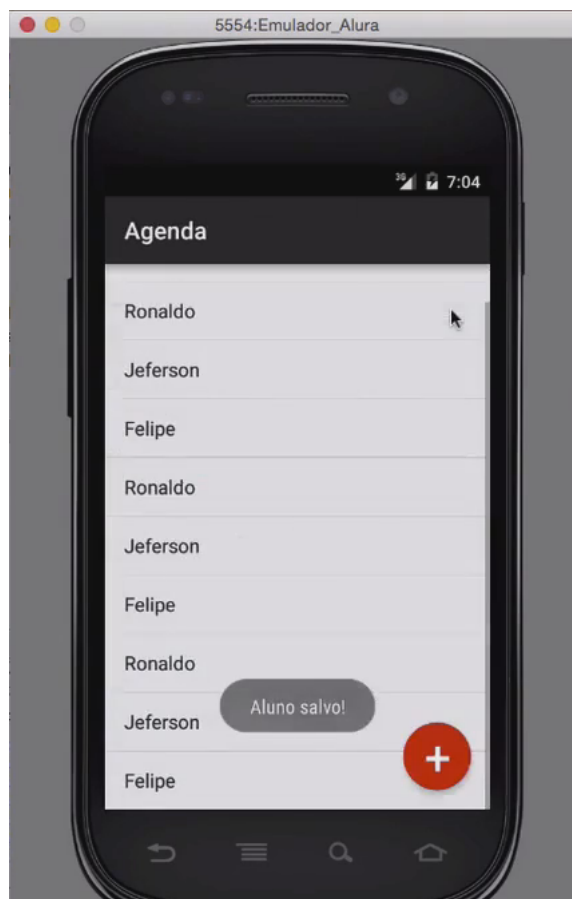 5554:Emulador_Alura
3G 7:04
Agenda
Ronaldo
Jeferson
Felipe
Ronaldo
Jeferson
Felipe
Ronaldo
Aluno salvo!
Jeferson
Felipe